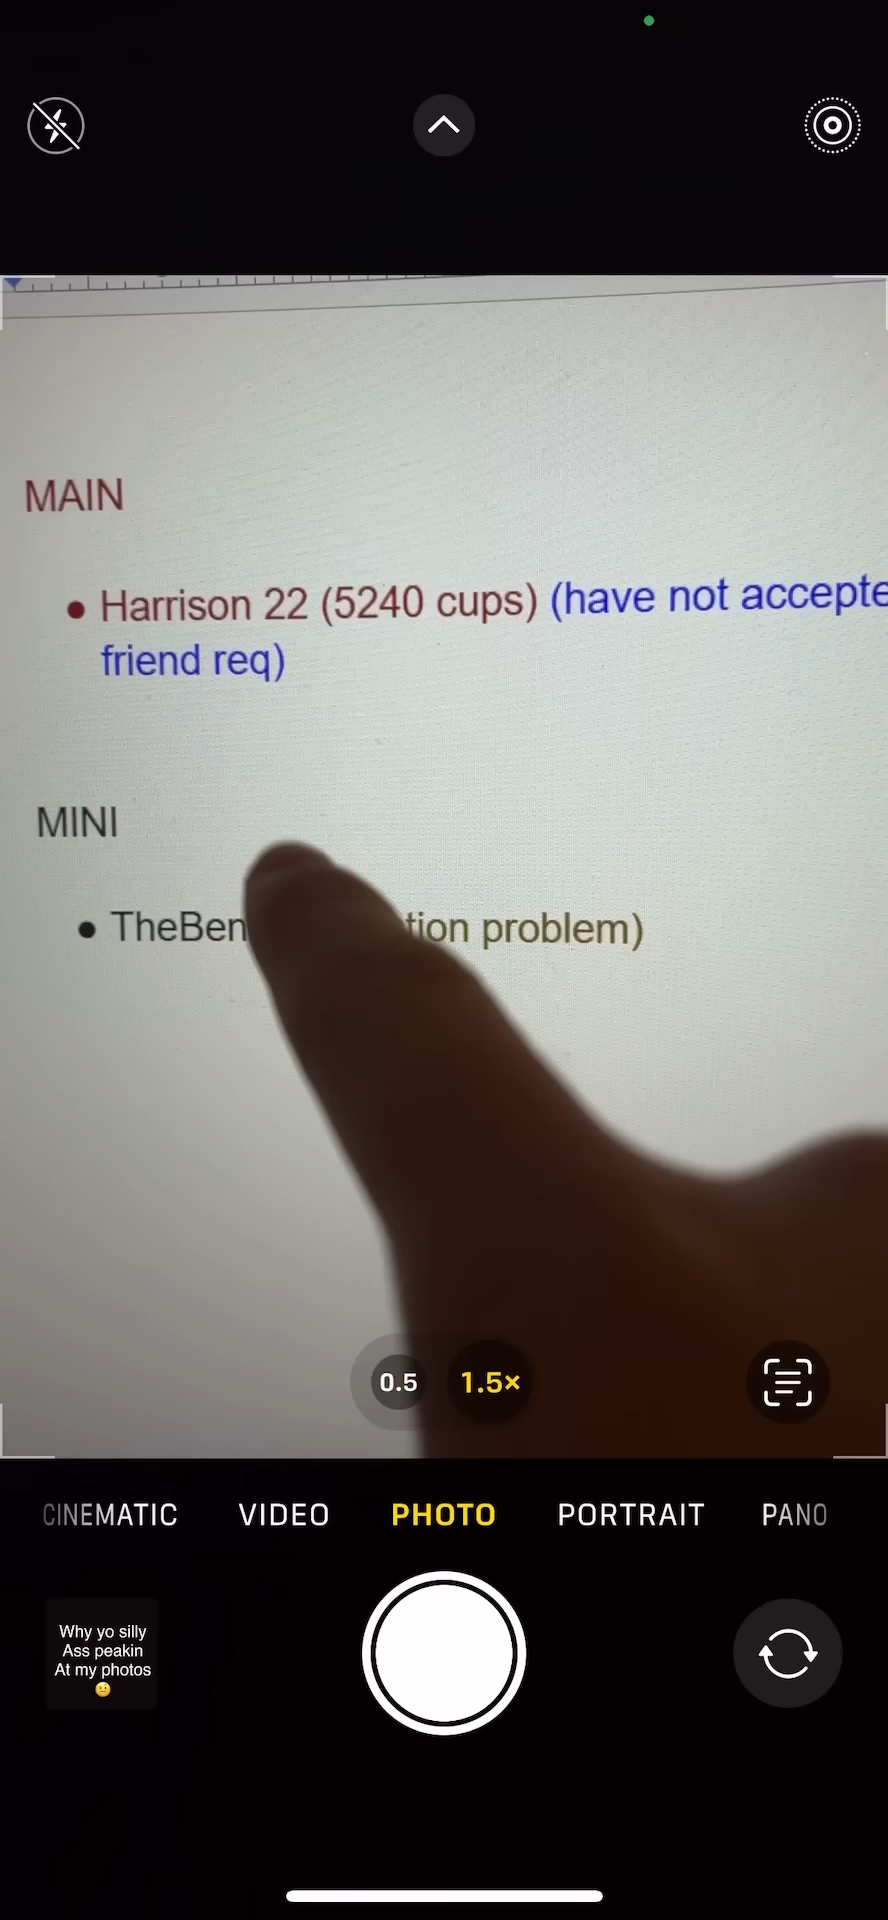 MAIN
• Harrison 22 (5240 cups) (have not accepte
friend req)
MINI
• TheBen tion problem)
0.5 1.5×
CINEMATIC VIDEO PHOTO PORTRAIT PANO
Why yo silly
Ass peakin
At my photos
😐